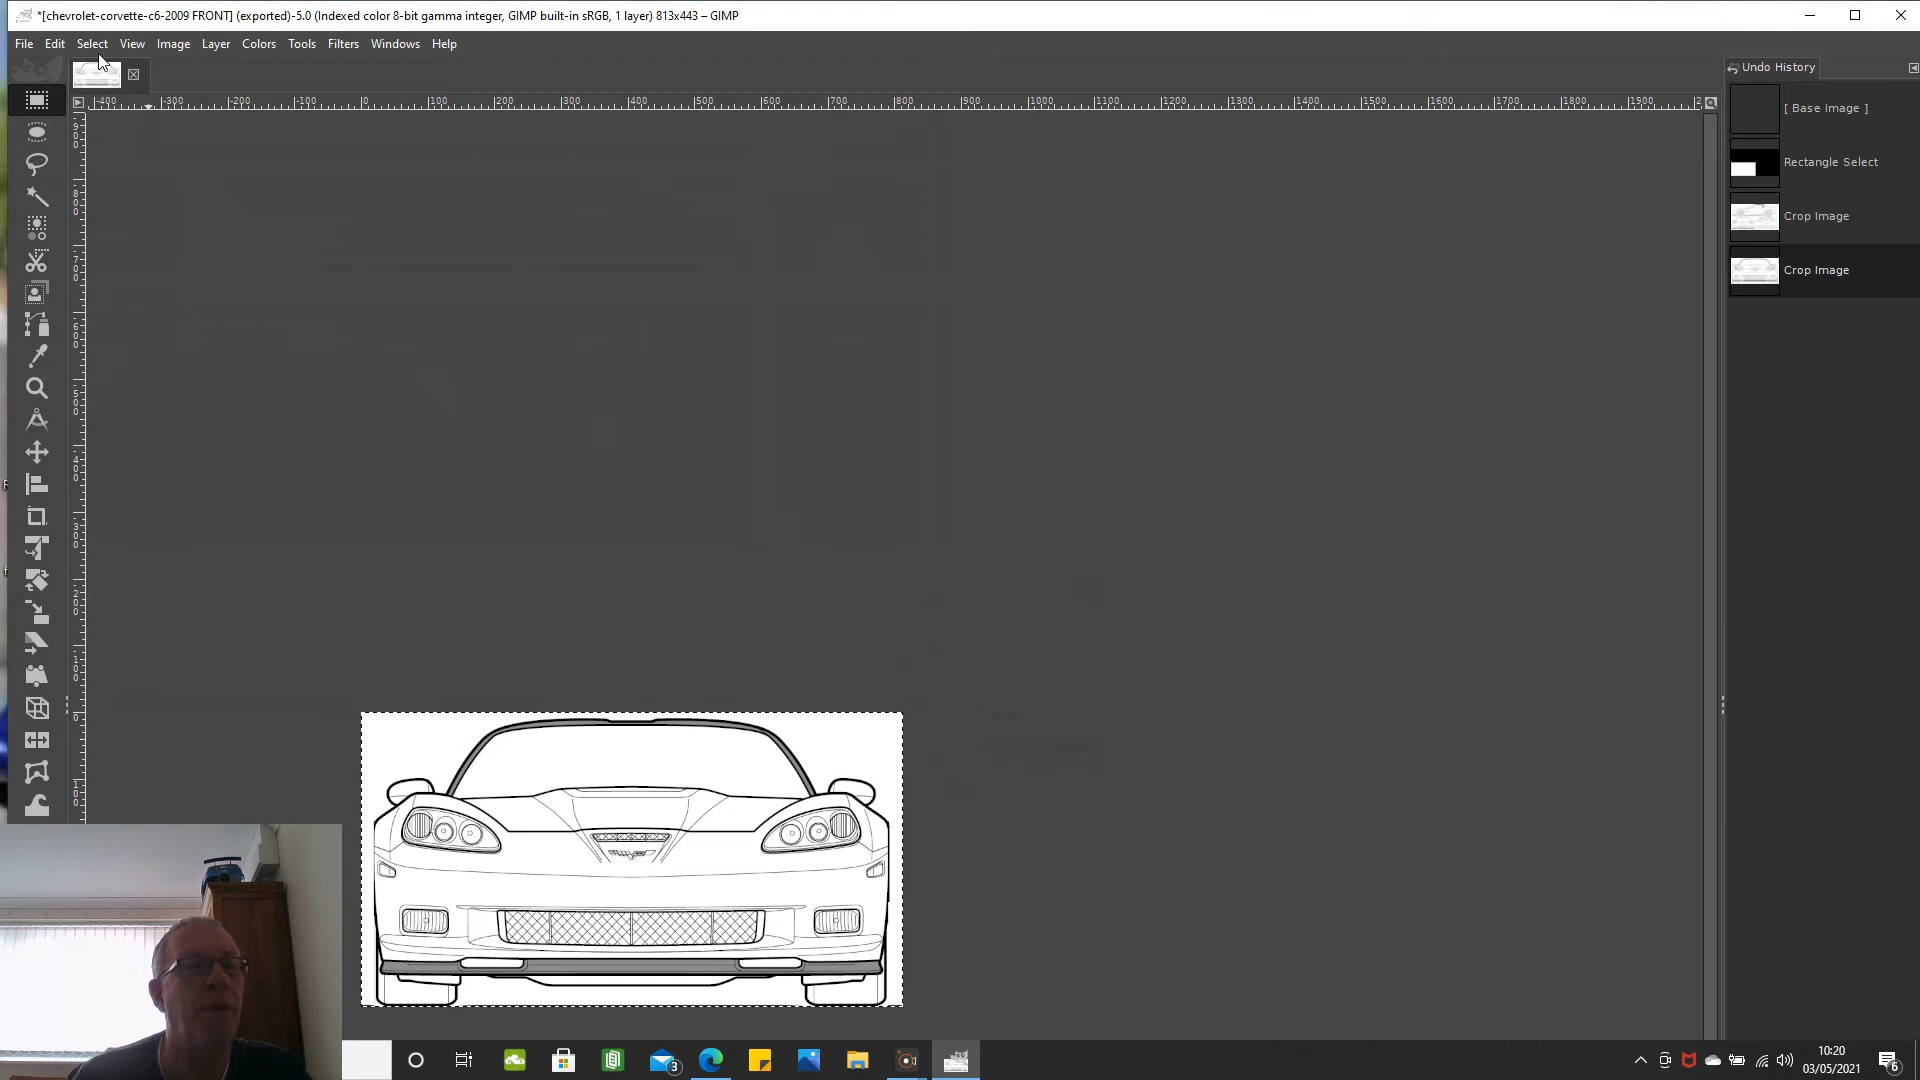 *[chevrolet-corvette-c6-2009 FRONT] (exported)-5.0 (Indexed color 8-bit gamma integer, GIMP built-in sRGB, 1 layer) 813x443 – GIMP
File Edit Select View Image Layer Colors Tools Filters Windows Help
Undo History
-400 -300 -200 -100 0 100 200 300 400 500 600 700 800 900 1000 1100 1200 1300 1400 1500 1600 1700 1800 1900
[ Base Image ]
Rectangle Select
Crop Image
Crop Image
3
10:20
03/05/2021
6